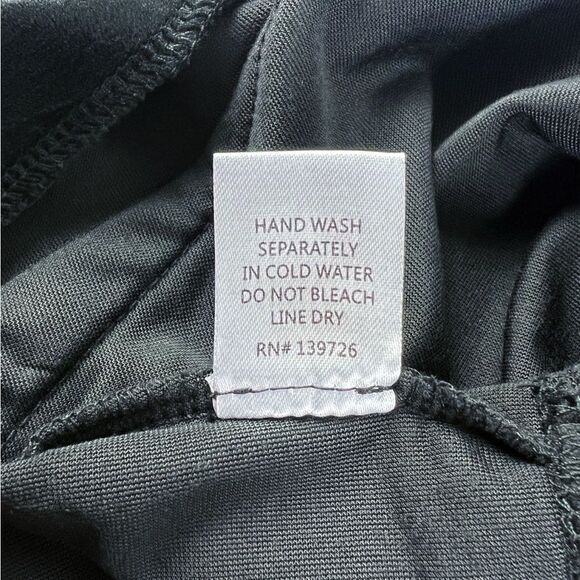 HAND WASH
SEPARATELY
IN COLD WATER
DO NOT BLEACH
LINE DRY
RN# 139726